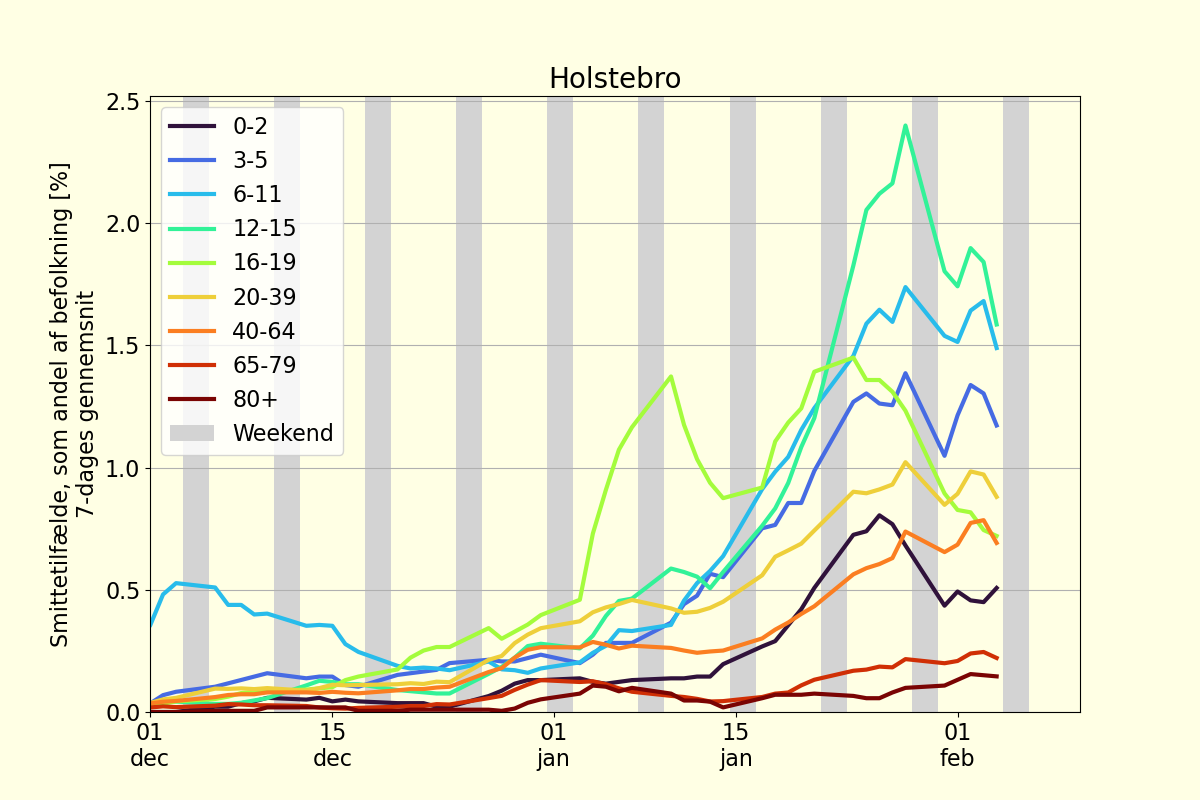 Holstebro
Smittetilfælde, som andel af befolkning [%]
7-dages gennemsnit
2.5
2.0
1.5
1.0
0.5
0.0
0-2
3-5
6-11
12-15
16-19
20-39
40-64
65-79
80+
Weekend
01
dec
15
dec
01
jan
15
jan
01
feb